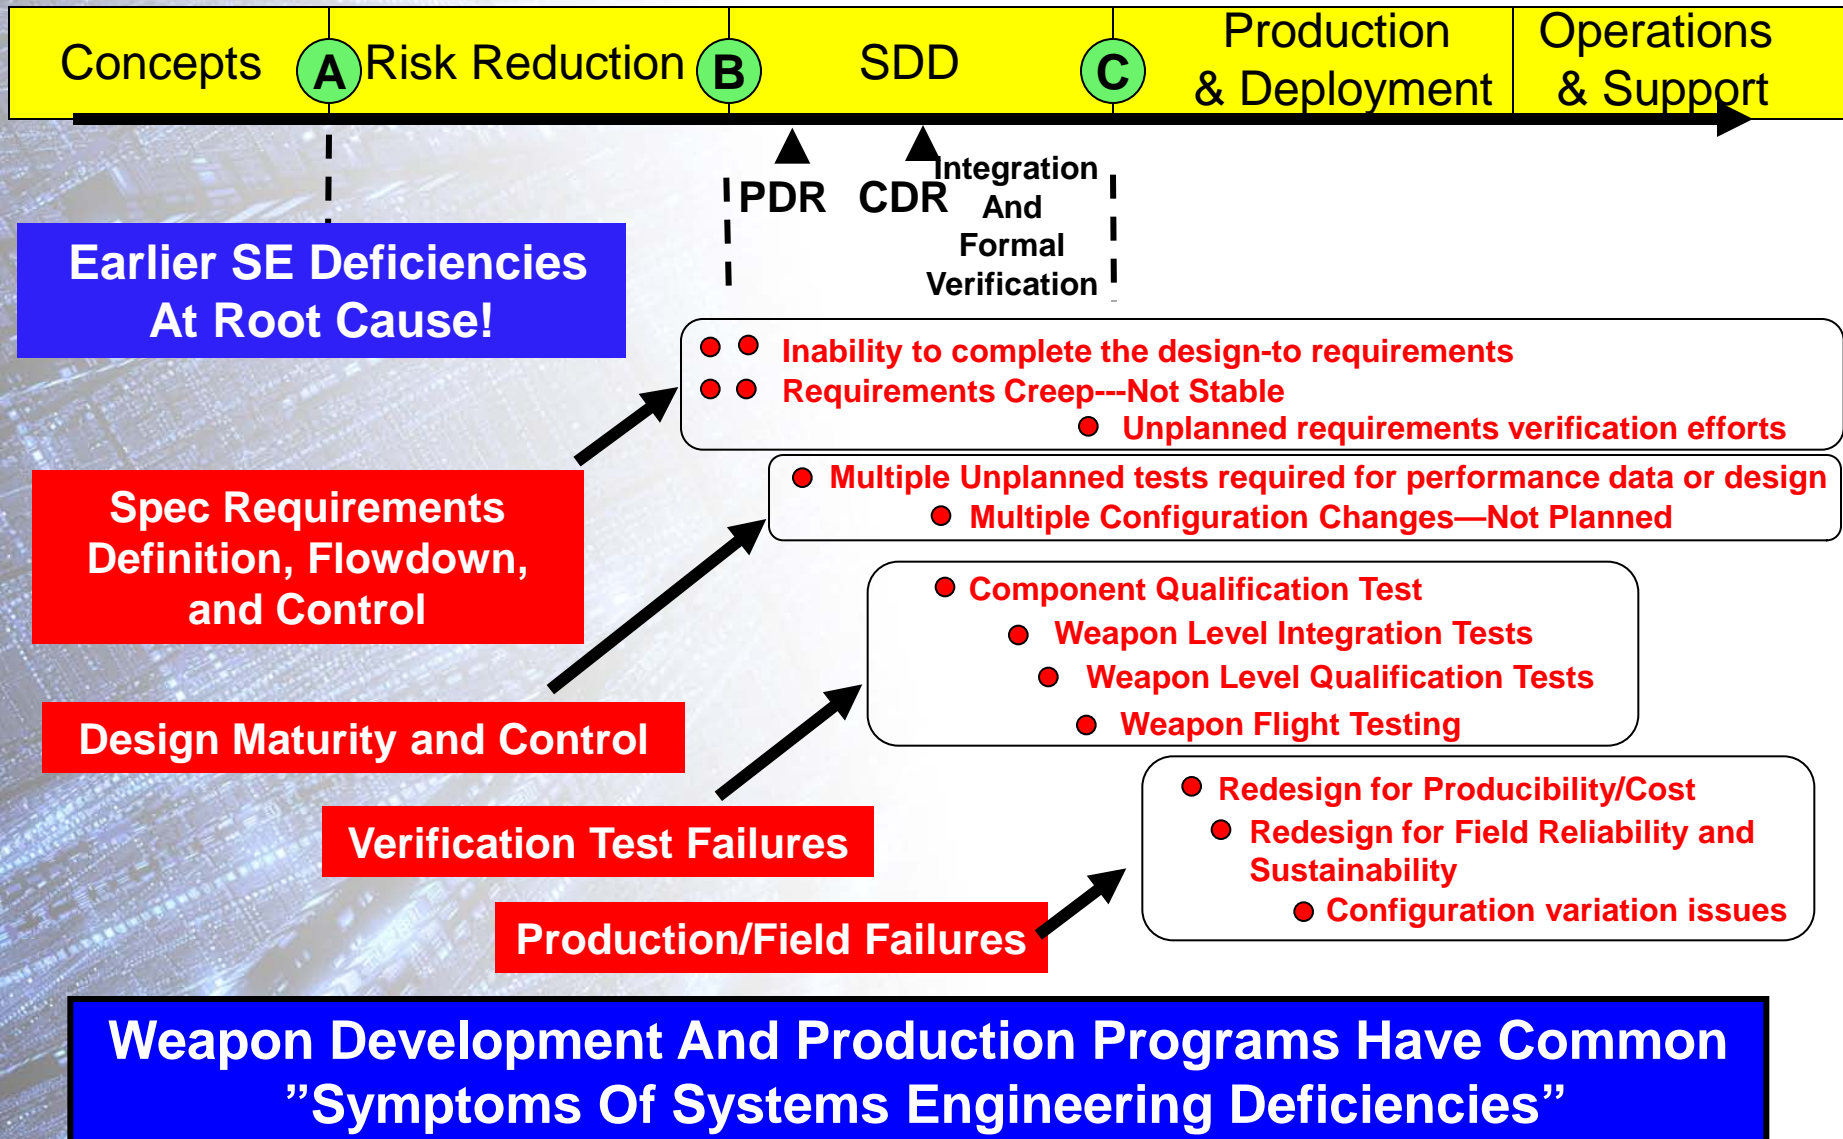 Concepts
A
Risk Reduction
B
SDD
C
Production
& Deployment
Operations
& Support
PDR
CDR
Integration
And
Formal
Verification
Earlier SE Deficiencies
At Root Cause!
Inability to complete the design-to requirements
Requirements Creep---Not Stable
Unplanned requirements verification efforts
Spec Requirements
Definition, Flowdown,
and Control
Multiple Unplanned tests required for performance data or design
Multiple Configuration Changes—Not Planned
Design Maturity and Control
Component Qualification Test
Weapon Level Integration Tests
Weapon Level Qualification Tests
Weapon Flight Testing
Verification Test Failures
Redesign for Producibility/Cost
Redesign for Field Reliability and
Sustainability
Configuration variation issues
Production/Field Failures
Weapon Development And Production Programs Have Common
”Symptoms Of Systems Engineering Deficiencies”